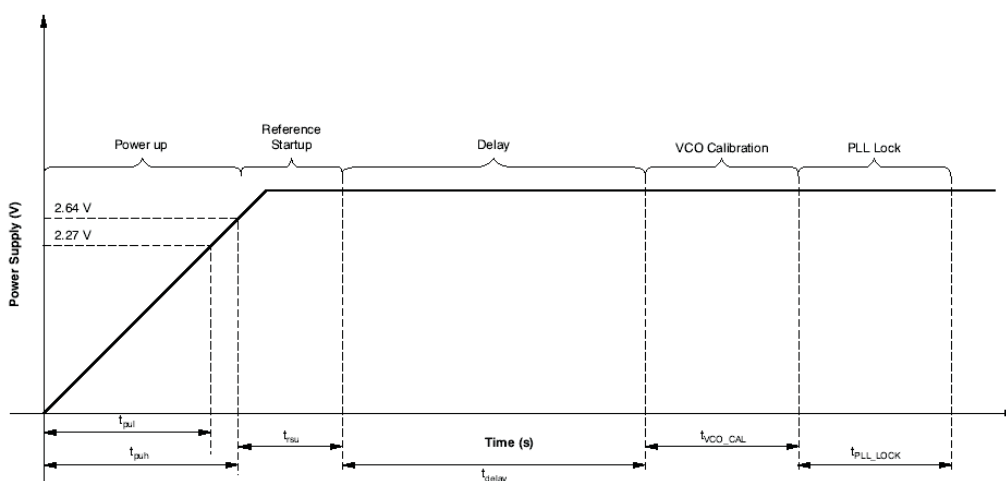 Reference
Startup
Power up
Delay
VCO Calibration
PLL Lock
2.64 V
2.27 V
Power Supply (V)
tpul
trsu
Time (s)
tVCO_CAL
tpuh
tdelay
tPLL_LOCK